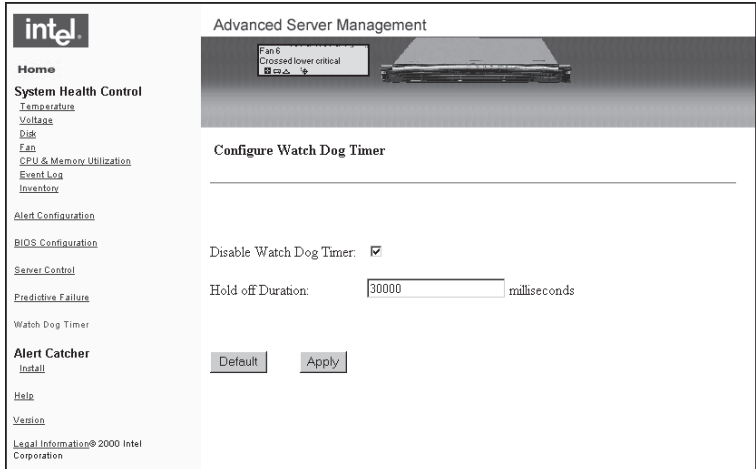 intel.
Advanced Server Management
Fan 6
Crossed lower critical
Home
System Health Control
Temperature
Voltage
Disk
Fan
CPU & Memory Utilization
Event Log
Inventory
Alert Configuration
BIOS Configuration
Server Control
Predictive Failure
Watch Dog Timer
Alert Catcher
Install
Help
Version
Legal Information© 2000 Intel
Corporation
Configure Watch Dog Timer
Disable Watch Dog Timer:
Hold off Duration: 30000 milliseconds
Default Apply